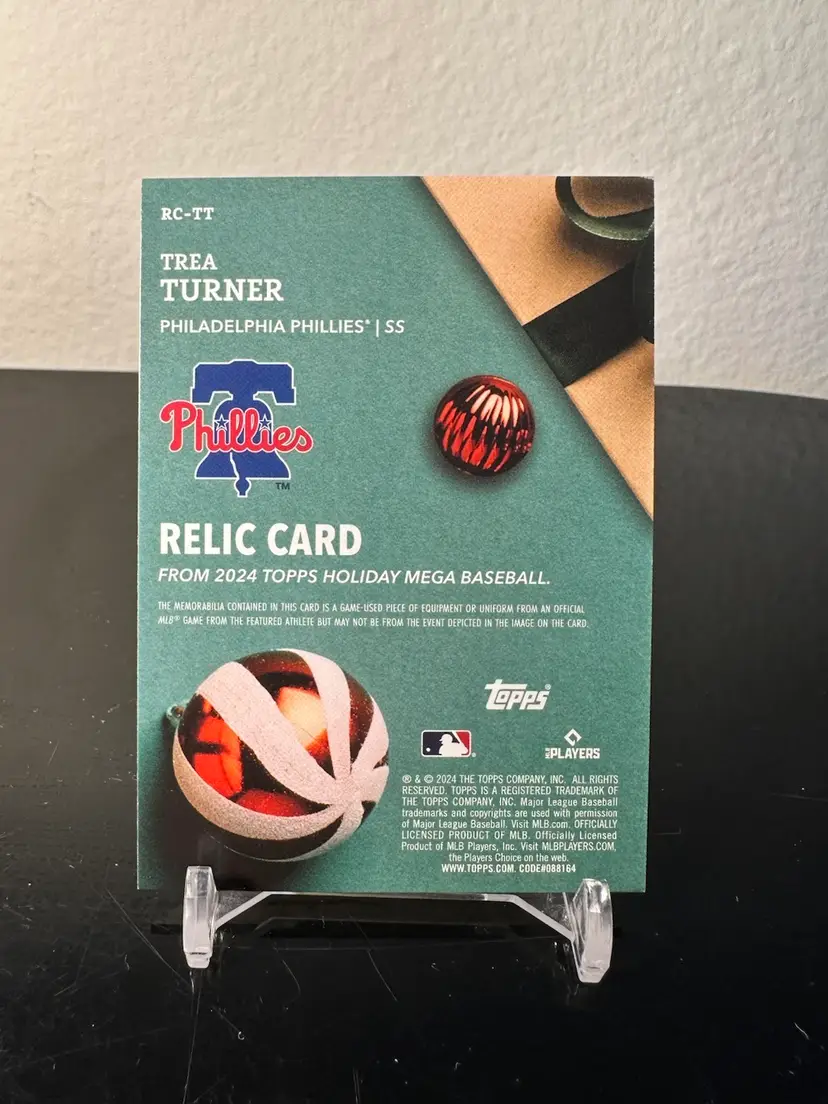 RC-TT
TREA
TURNER
PHILADELPHIA PHILLIES® | SS
Phillies
TM
RELIC CARD
FROM 2024 TOPPS HOLIDAY MEGA BASEBALL.
THE MEMORABILIA CONTAINED IN THIS CARD IS A GAME-USED PIECE OF EQUIPMENT OR UNIFORM FROM AN OFFICIAL
MLB® GAME FROM THE FEATURED ATHLETE BUT MAY NOT BE FROM THE EVENT DEPICTED IN THE IMAGE ON THE CARD.
topps®
MLB PLAYERS
® & © 2024 THE TOPPS COMPANY, INC. ALL RIGHTS
RESERVED. TOPPS IS A REGISTERED TRADEMARK OF
THE TOPPS COMPANY, INC. Major League Baseball
trademarks and copyrights are used with permission
of Major League Baseball. Visit MLB.com. OFFICIALLY
LICENSED PRODUCT OF MLB. Officially Licensed
Product of MLB Players, Inc. Visit MLBPLAYERS.COM,
the Players Choice on the web.
WWW.TOPPS.COM. CODE#088164